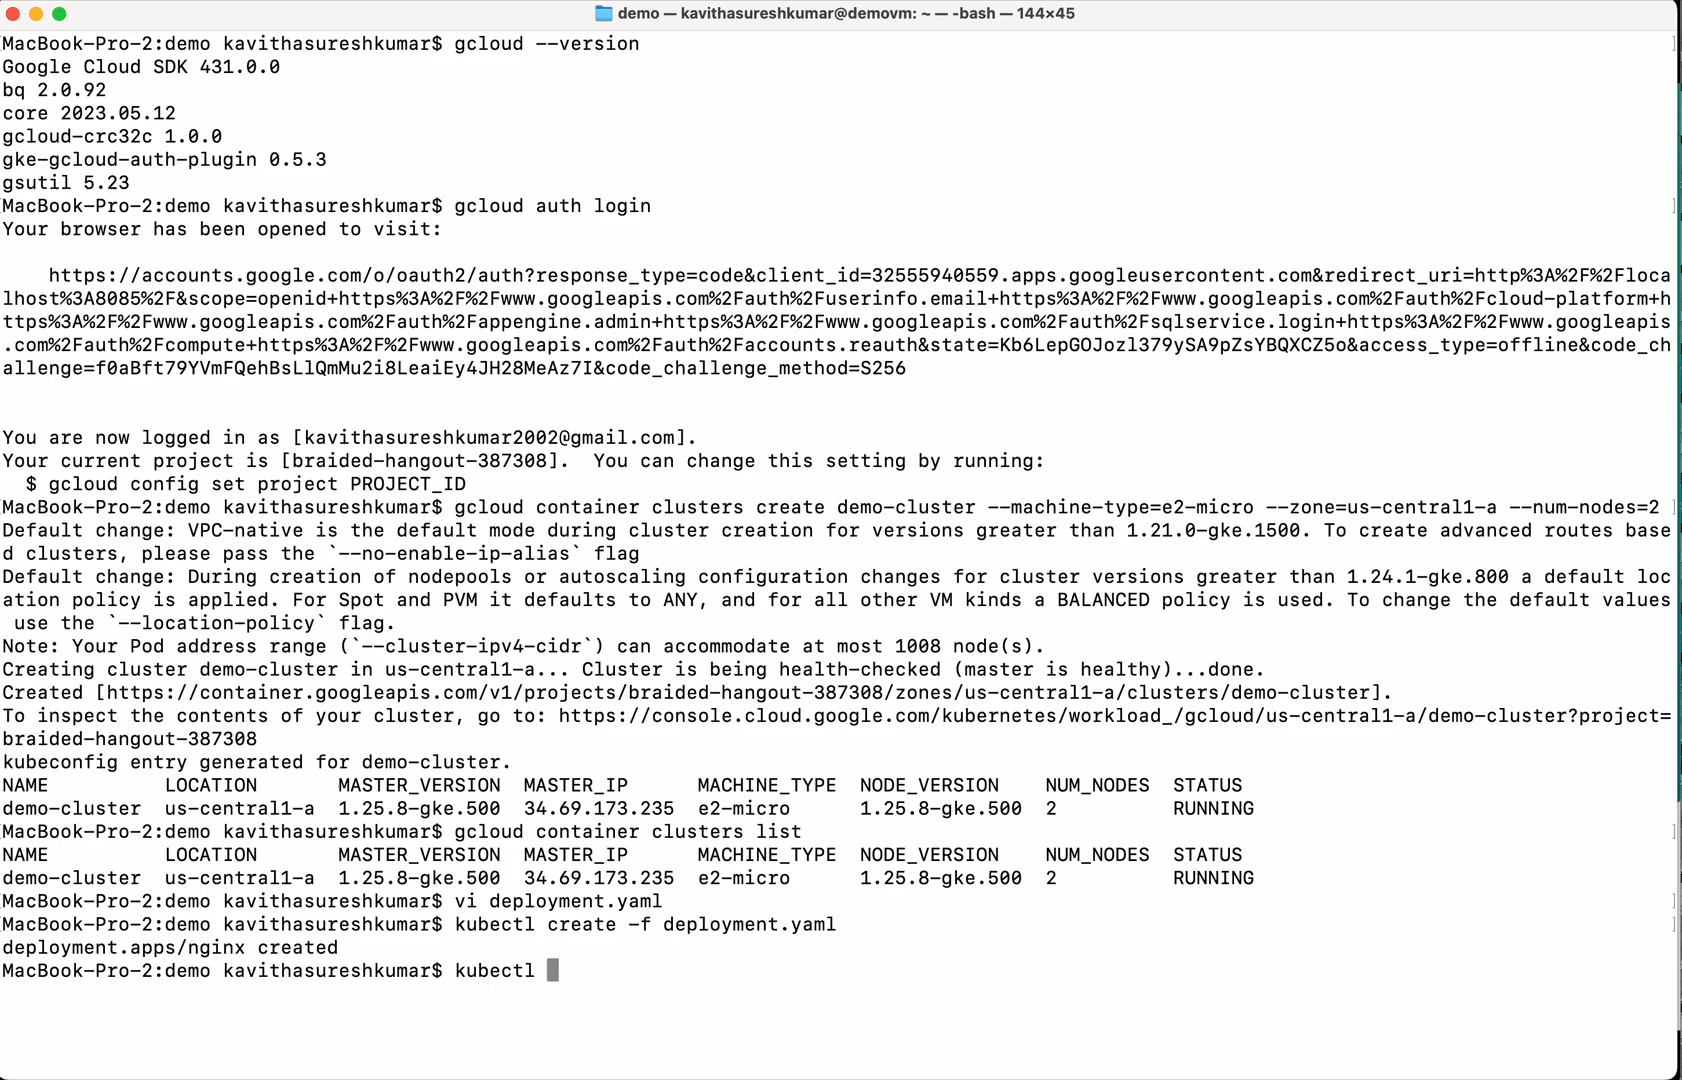 demo — kavithasureshkumar@demovm: ~ — -bash — 144×45
MacBook-Pro-2:demo kavithasureshkumar$ gcloud --version
Google Cloud SDK 431.0.0
bq 2.0.92
core 2023.05.12
gcloud-crc32c 1.0.0
gke-gcloud-auth-plugin 0.5.3
gsutil 5.23
MacBook-Pro-2:demo kavithasureshkumar$ gcloud auth login
Your browser has been opened to visit:
https://accounts.google.com/o/oauth2/auth?response_type=code&client_id=32555940559.apps.googleusercontent.com&redirect_uri=http%3A%2F%2Floca
lhost%3A8085%2F&scope=openid+https%3A%2F%2Fwww.googleapis.com%2Fauth%2Fuserinfo.email+https%3A%2F%2Fwww.googleapis.com%2Fauth%2Fcloud-platform+h
ttps%3A%2F%2Fwww.googleapis.com%2Fauth%2Fappengine.admin+https%3A%2F%2Fwww.googleapis.com%2Fauth%2Fsqlservice.login+https%3A%2F%2Fwww.googleapis
.com%2Fauth%2Fcompute+https%3A%2F%2Fwww.googleapis.com%2Fauth%2Faccounts.reauth&state=Kb6LepGOJozl379ySA9pZsYBQXCZ5o&access_type=offline&code_ch
allenge=f0aBft79YVmFQehBsLlQmMu2i8LeaiEy4JH28MeAz7I&code_challenge_method=S256
You are now logged in as [kavithasureshkumar2002@gmail.com].
Your current project is [braided-hangout-387308].  You can change this setting by running:
$ gcloud config set project PROJECT_ID
MacBook-Pro-2:demo kavithasureshkumar$ gcloud container clusters create demo-cluster --machine-type=e2-micro --zone=us-central1-a --num-nodes=2
Default change: VPC-native is the default mode during cluster creation for versions greater than 1.21.0-gke.1500. To create advanced routes base
d clusters, please pass the `--no-enable-ip-alias` flag
Default change: During creation of nodepools or autoscaling configuration changes for cluster versions greater than 1.24.1-gke.800 a default loc
ation policy is applied. For Spot and PVM it defaults to ANY, and for all other VM kinds a BALANCED policy is used. To change the default values
use the `--location-policy` flag.
Note: Your Pod address range (`--cluster-ipv4-cidr`) can accommodate at most 1008 node(s).
Creating cluster demo-cluster in us-central1-a... Cluster is being health-checked (master is healthy)...done.
Created [https://container.googleapis.com/v1/projects/braided-hangout-387308/zones/us-central1-a/clusters/demo-cluster].
To inspect the contents of your cluster, go to: https://console.cloud.google.com/kubernetes/workload_/gcloud/us-central1-a/demo-cluster?project=
braided-hangout-387308
kubeconfig entry generated for demo-cluster.
NAME          LOCATION       MASTER_VERSION  MASTER_IP      MACHINE_TYPE  NODE_VERSION    NUM_NODES  STATUS
demo-cluster  us-central1-a  1.25.8-gke.500  34.69.173.235  e2-micro      1.25.8-gke.500  2          RUNNING
MacBook-Pro-2:demo kavithasureshkumar$ gcloud container clusters list
NAME          LOCATION       MASTER_VERSION  MASTER_IP      MACHINE_TYPE  NODE_VERSION    NUM_NODES  STATUS
demo-cluster  us-central1-a  1.25.8-gke.500  34.69.173.235  e2-micro      1.25.8-gke.500  2          RUNNING
MacBook-Pro-2:demo kavithasureshkumar$ vi deployment.yaml
MacBook-Pro-2:demo kavithasureshkumar$ kubectl create -f deployment.yaml
deployment.apps/nginx created
MacBook-Pro-2:demo kavithasureshkumar$ kubectl